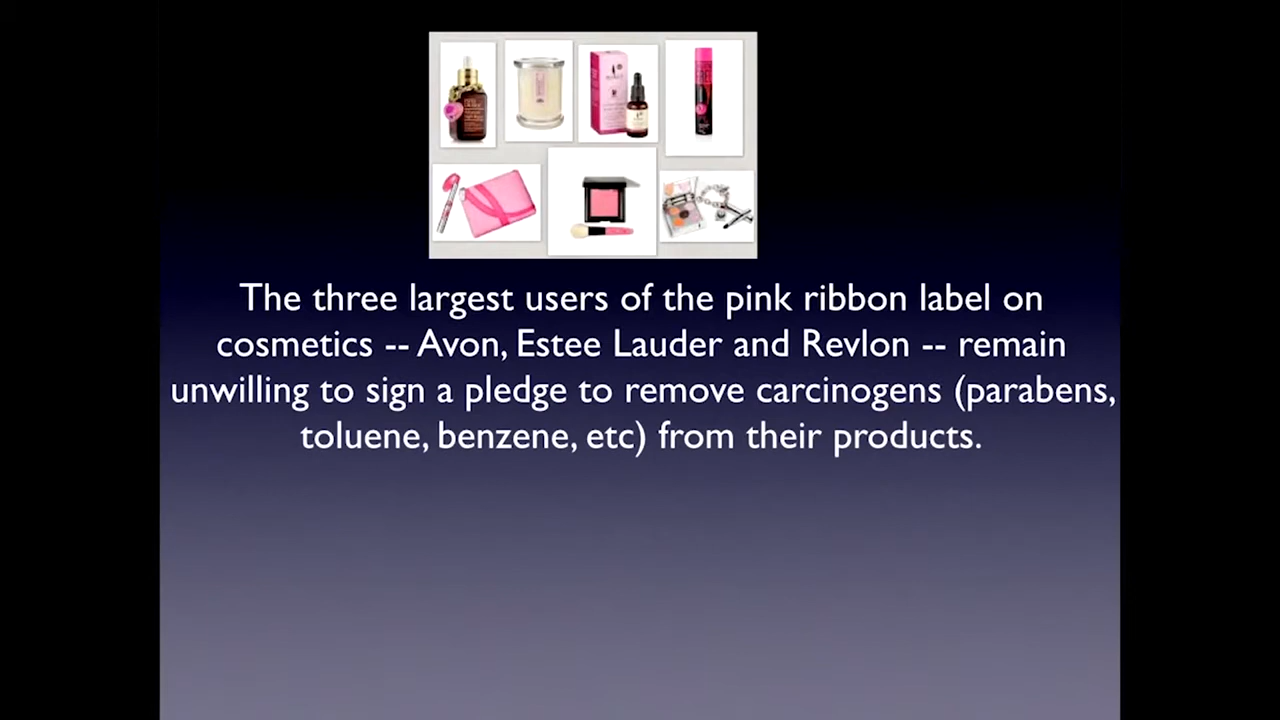 The three largest users of the pink ribbon label on
cosmetics -- Avon, Estee Lauder and Revlon -- remain
unwilling to sign a pledge to remove carcinogens (parabens,
toluene, benzene, etc) from their products.